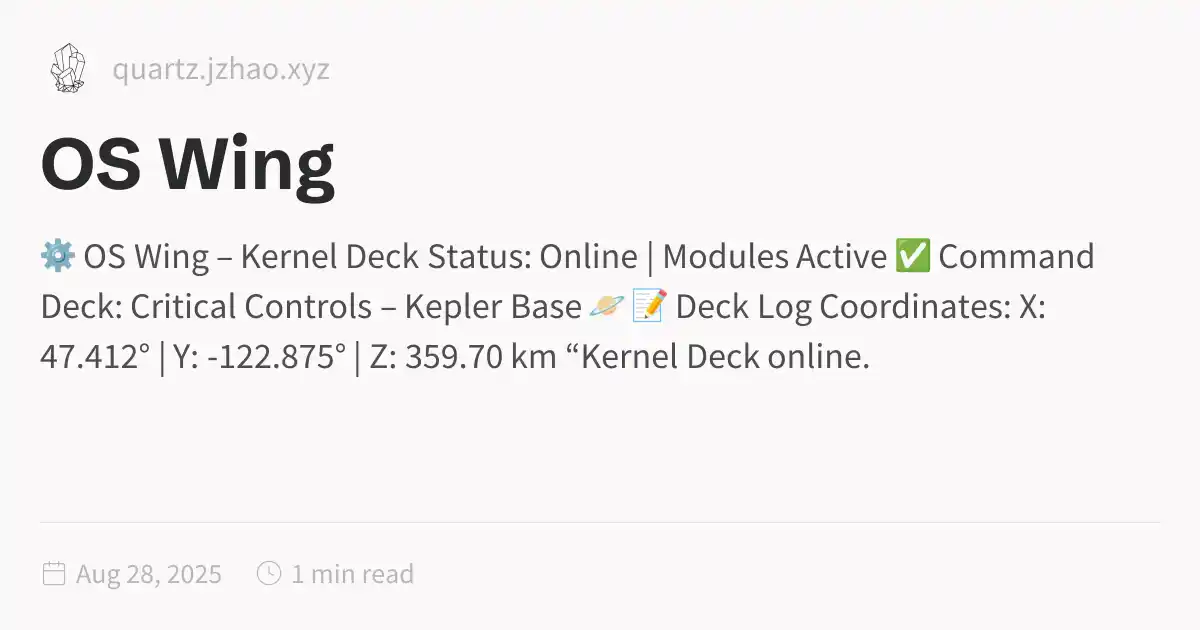 quartz.jzhao.xyz
OS Wing
⚙️ OS Wing – Kernel Deck Status: Online | Modules Active ✅ Command
Deck: Critical Controls – Kepler Base 🪐 📝 Deck Log Coordinates: X:
47.412° | Y: -122.875° | Z: 359.70 km “Kernel Deck online.
Aug 28, 2025 1 min read